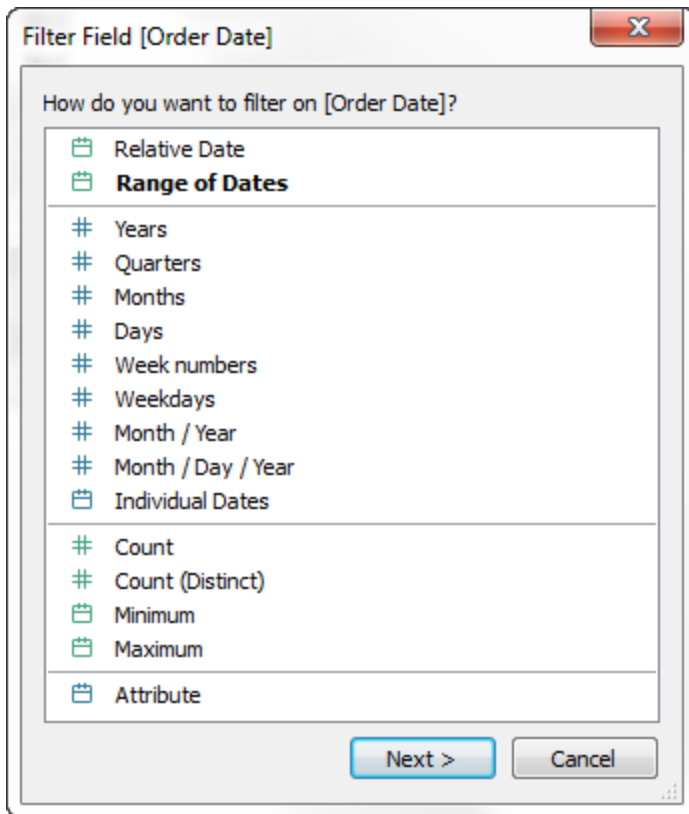 Filter Field [Order Date]
How do you want to filter on [Order Date]?
Relative Date
Range of Dates
Years
Quarters
Months
Days
Week numbers
Weekdays
Month / Year
Month / Day / Year
Individual Dates
Count
Count (Distinct)
Minimum
Maximum
Attribute
Next >
Cancel